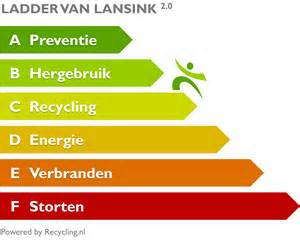 LADDER VAN LANSINK 2.0
A Preventie
B Hergebruik
C Recycling
D Energie
E Verbranden
F Storten
Powered by Recycling.nl